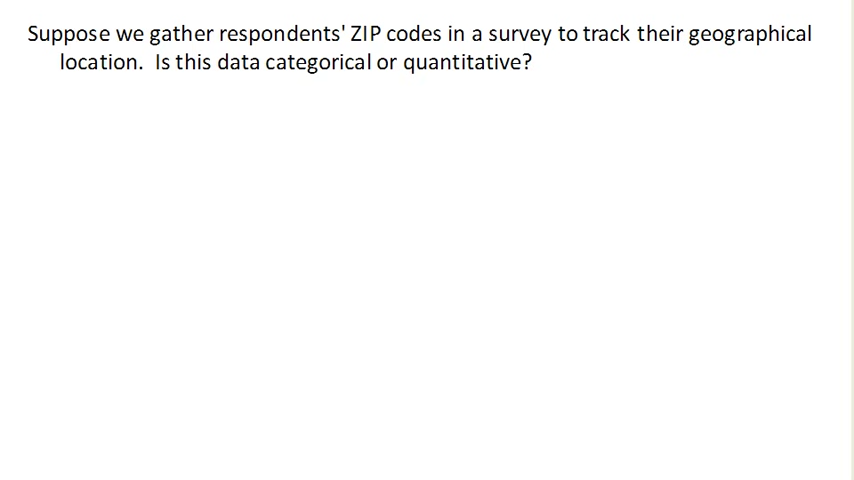 Suppose we gather respondents' ZIP codes in a survey to track their geographical
location.  Is this data categorical or quantitative?